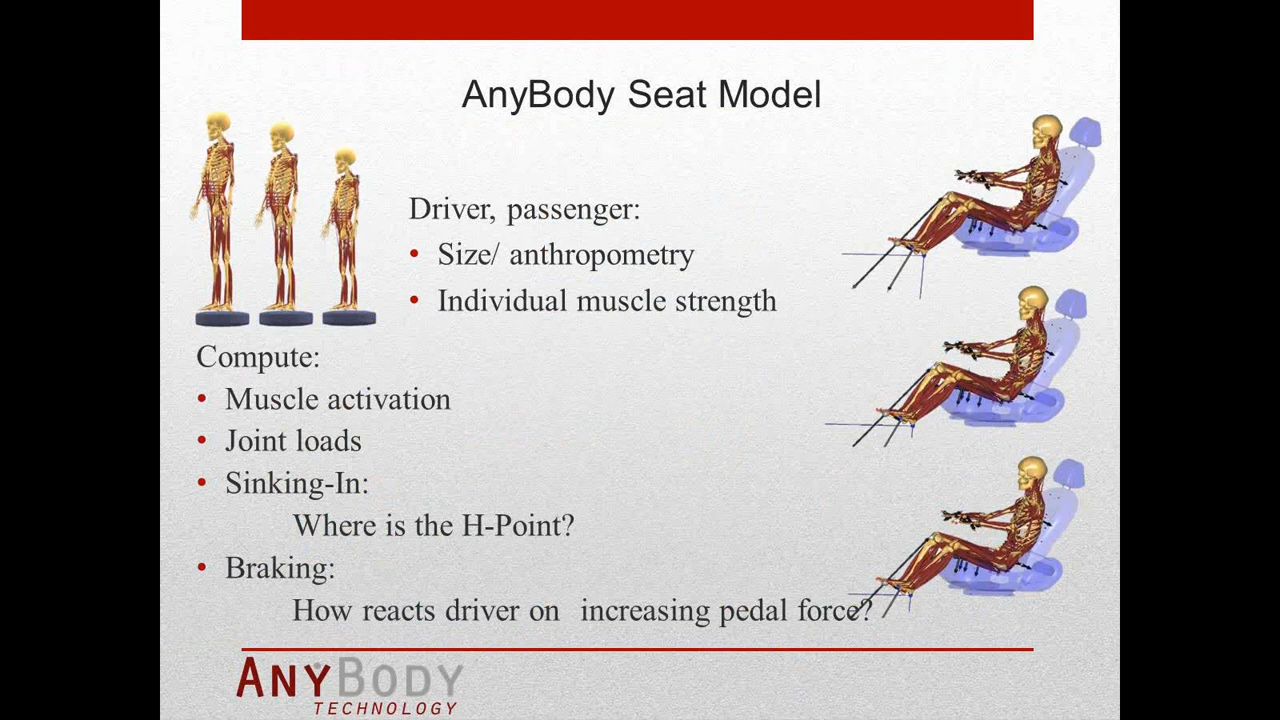 AnyBody Seat Model
Driver, passenger:
• Size/ anthropometry
• Individual muscle strength
Compute:
• Muscle activation
• Joint loads
• Sinking-In:
Where is the H-Point?
• Braking:
How reacts driver on  increasing pedal force?
ANYBODY
TECHNOLOGY